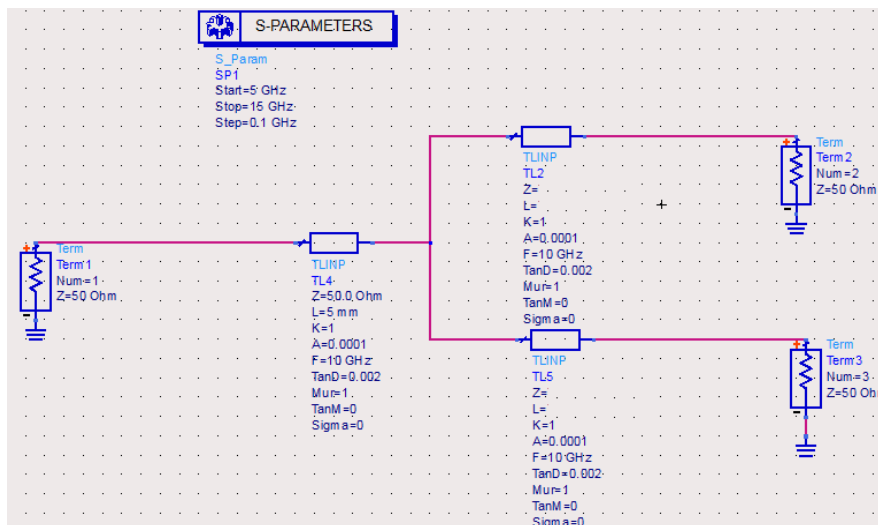 S-PARAMETERS
S_Param
SP1
Start=5 GHz
Stop=15 GHz
Step=0.1 GHz
TLINP
TL2
Z=
L=
K=1
A=0.0001
F=10 GHz
TanD=0.002
Mur=1
TanM=0
Sigma=0
Term
Term2
Num=2
Z=50 Ohm
Term
Term1
Num=1
Z=50 Ohm
TLINP
TL4
Z=50.0 Ohm
L=5 mm
K=1
A=0.0001
F=10 GHz
TanD=0.002
Mur=1
TanM=0
Sigma=0
TLINP
TL5
Z=
L=
K=1
A=0.0001
F=10 GHz
TanD=0.002
Mur=1
TanM=0
Sigma=0
Term
Term3
Num=3
Z=50 Oh